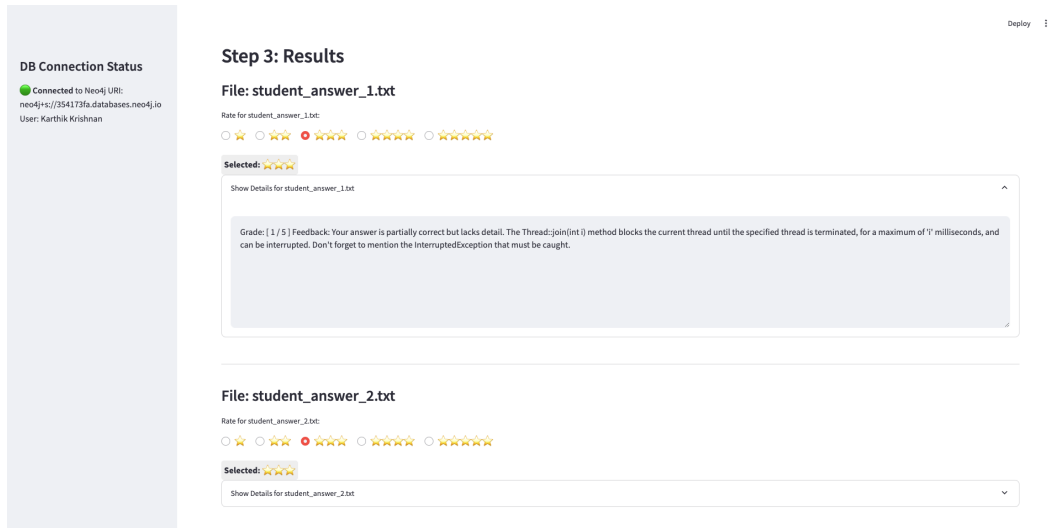 Deploy
DB Connection Status
Connected to Neo4j URI:
neo4j+s://354173fa.databases.neo4j.io
User: Karthik Krishnan
Step 3: Results
File: student_answer_1.txt
Rate for student_answer_1.txt:
Selected:
Show Details for student_answer_1.txt
Grade: [ 1 / 5 ] Feedback: Your answer is partially correct but lacks detail. The Thread::join(int i) method blocks the current thread until the specified thread is terminated, for a maximum of 'i' milliseconds, and
can be interrupted. Don't forget to mention the InterruptedException that must be caught.
File: student_answer_2.txt
Rate for student_answer_2.txt:
Selected:
Show Details for student_answer_2.txt